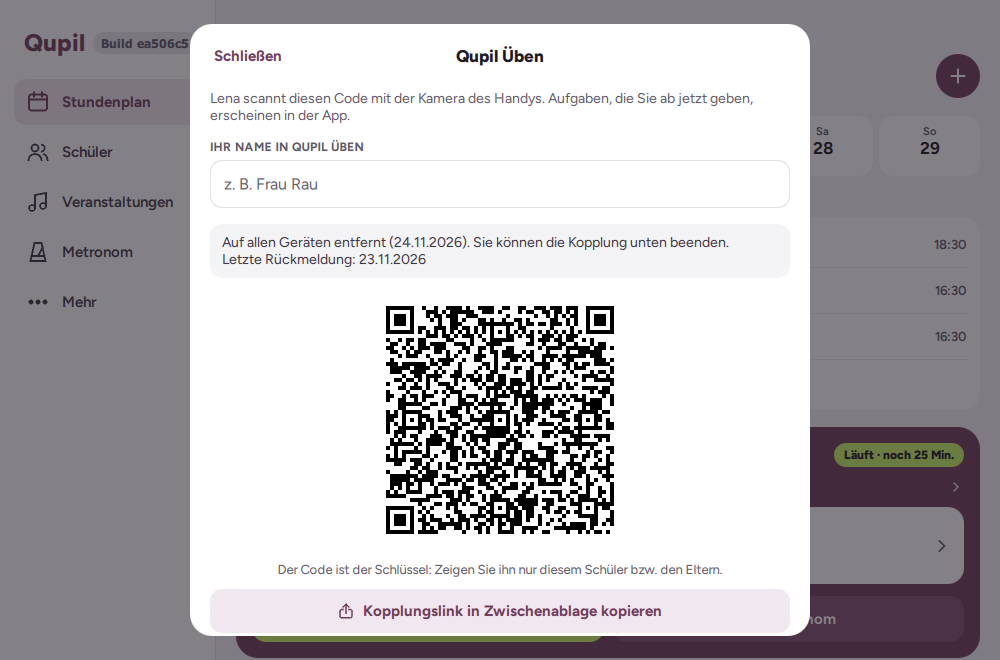 Qupil
Build ea506c5
Stundenplan
Schüler
Veranstaltungen
Metronom
Mehr
Schließen
Qupil Üben
Lena scannt diesen Code mit der Kamera des Handys. Aufgaben, die Sie ab jetzt geben,
erscheinen in der App.
IHR NAME IN QUPIL ÜBEN
z. B. Frau Rau
Auf allen Geräten entfernt (24.11.2026). Sie können die Kopplung unten beenden.
Letzte Rückmeldung: 23.11.2026
Der Code ist der Schlüssel: Zeigen Sie ihn nur diesem Schüler bzw. den Eltern.
Kopplungslink in Zwischenablage kopieren
Sa
28
So
29
18:30
16:30
16:30
Läuft · noch 25 Min.
nom